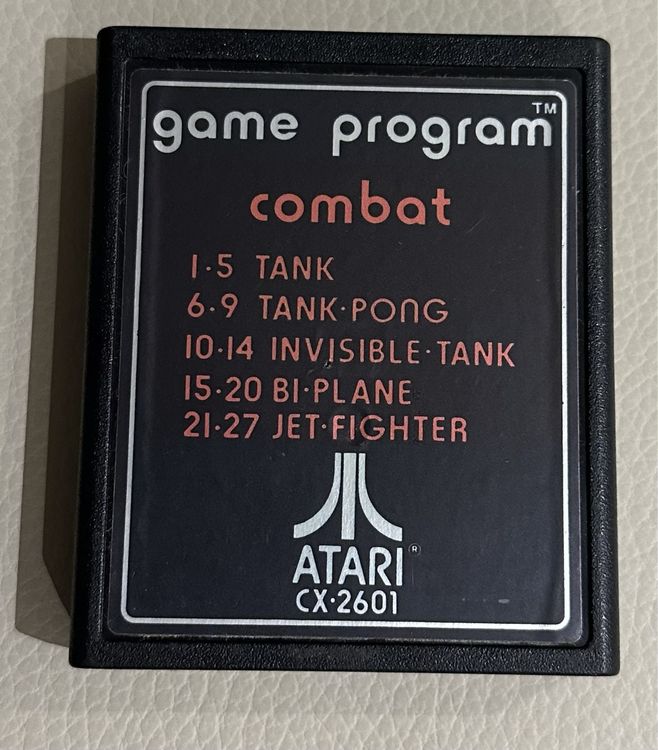 game program™
combat
1·5 TANK
6·9 TANK·PONG
10·14 INVISIBLE·TANK
15·20 BI·PLANE
21·27 JET·FIGHTER
ATARI®
CX·2601